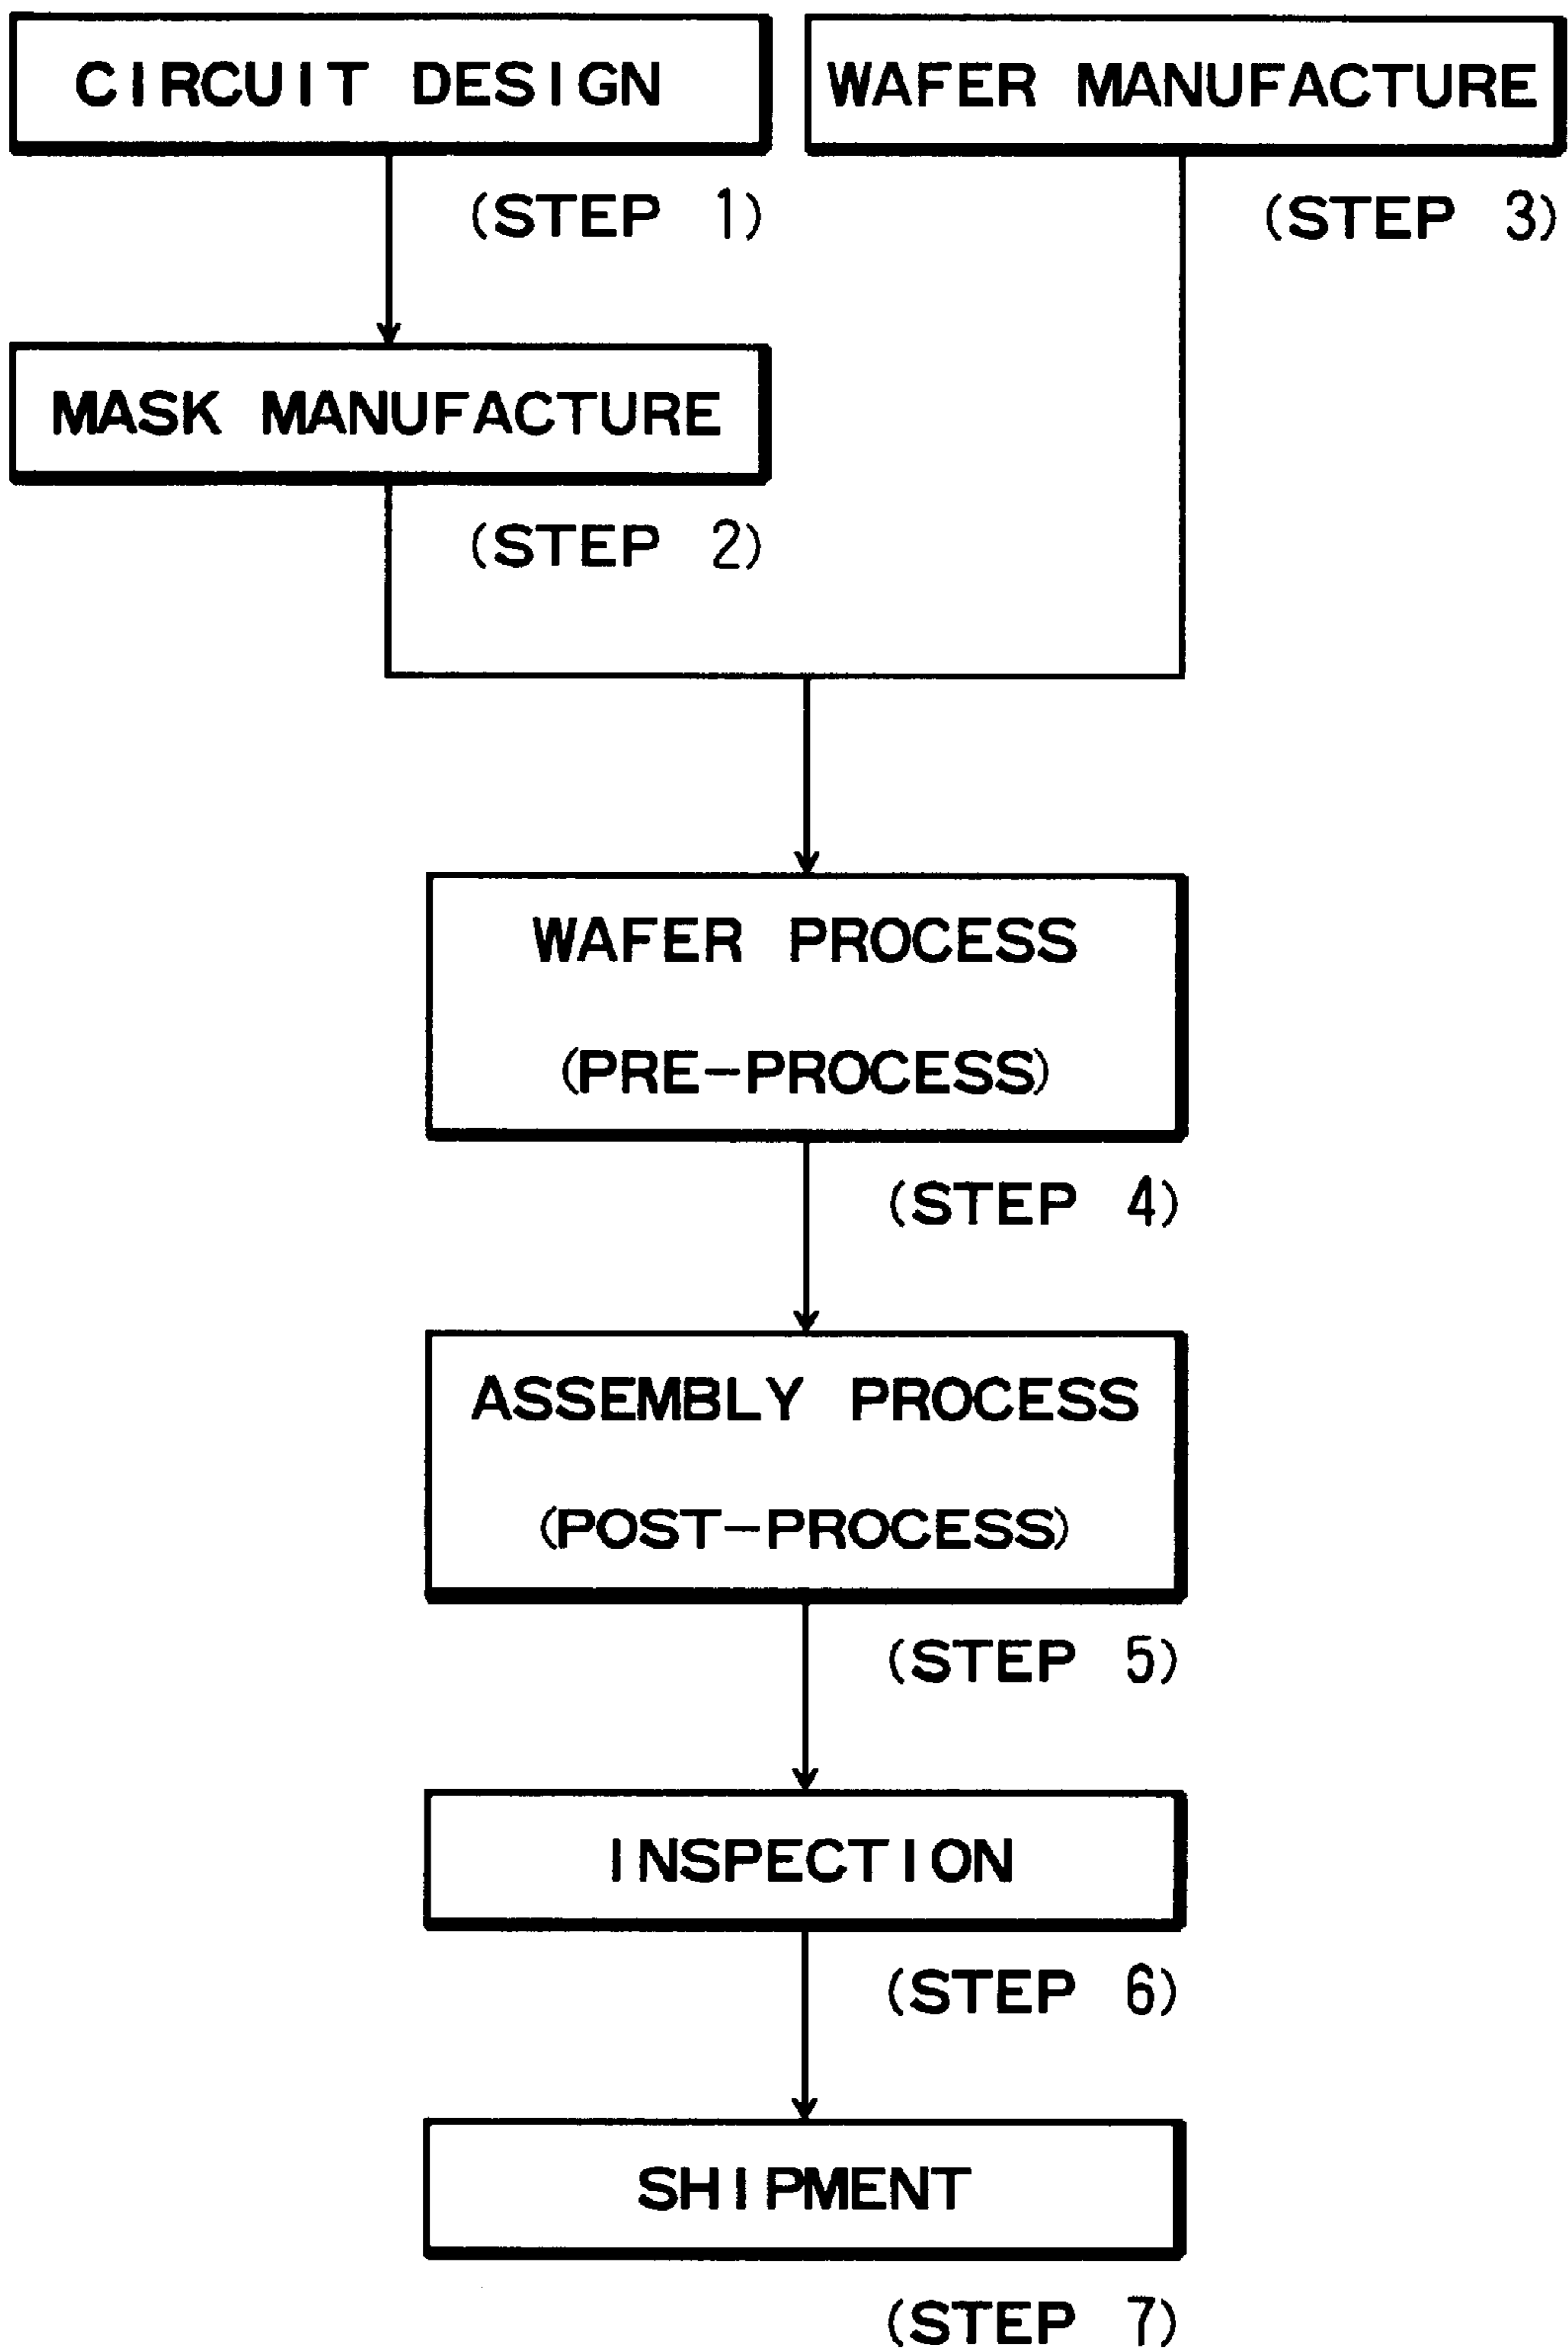 CIRCUIT DESIGN
(STEP 1)
WAFER MANUFACTURE
(STEP 3)
MASK MANUFACTURE
(STEP 2)
WAFER PROCESS
(PRE-PROCESS)
(STEP 4)
ASSEMBLY PROCESS
(POST-PROCESS)
(STEP 5)
INSPECTION
(STEP 6)
SHIPMENT
(STEP 7)